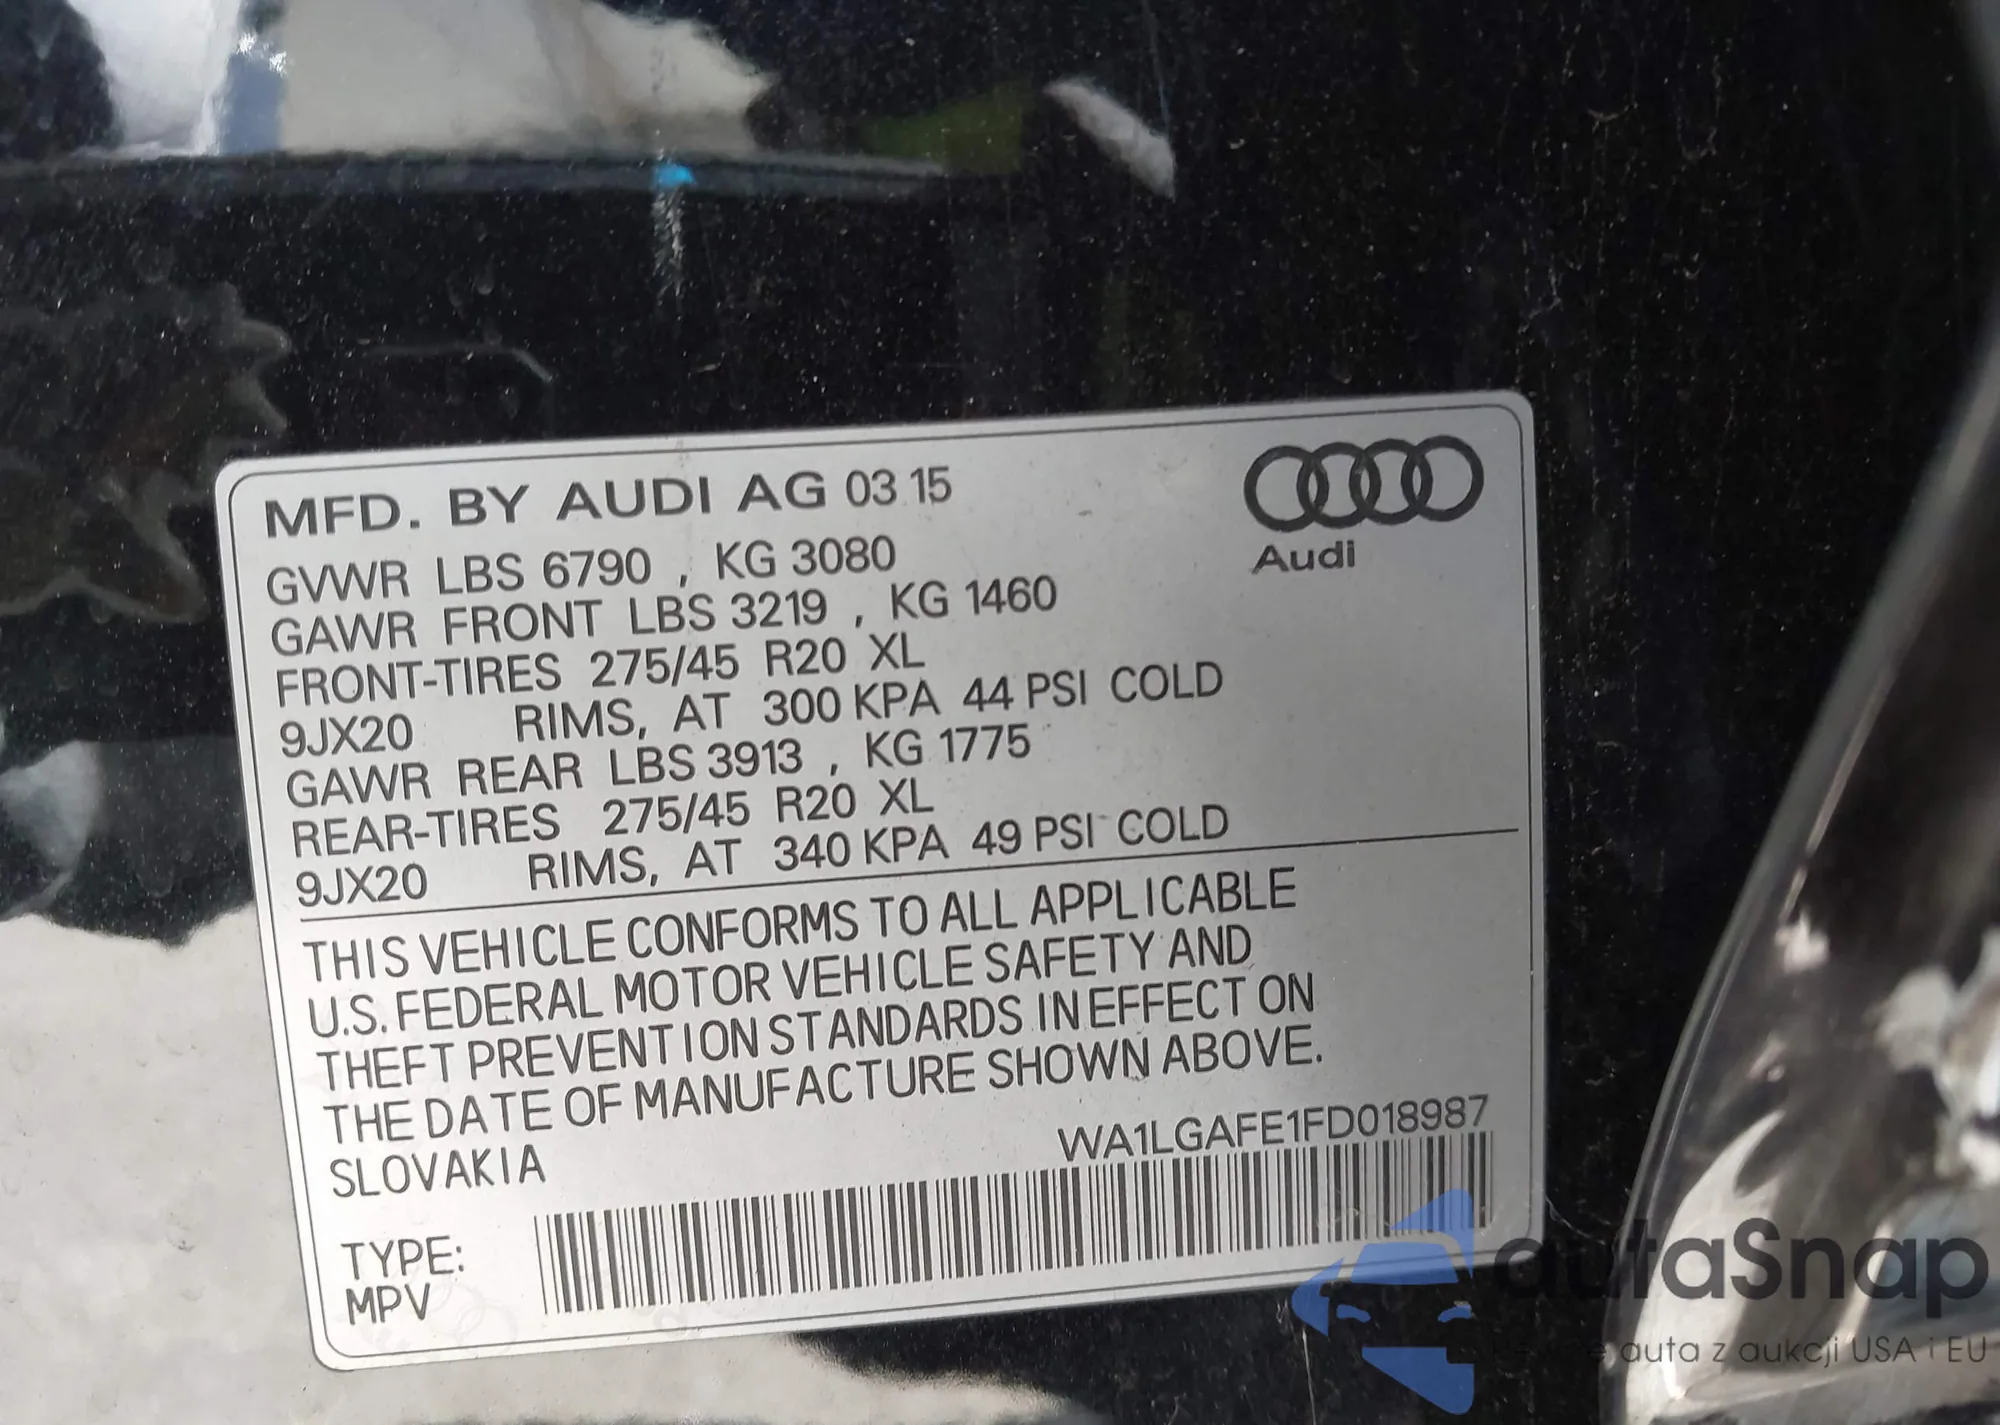 MFD. BY AUDI AG 03 15
Audi
GVWR LBS 6790 , KG 3080
GAWR FRONT LBS 3219 , KG 1460
FRONT-TIRES 275/45 R20 XL
9JX20 RIMS, AT 300 KPA 44 PSI COLD
GAWR REAR LBS 3913 , KG 1775
REAR-TIRES 275/45 R20 XL
9JX20 RIMS, AT 340 KPA 49 PSI COLD
THIS VEHICLE CONFORMS TO ALL APPLICABLE
U.S. FEDERAL MOTOR VEHICLE SAFETY AND
THEFT PREVENTION STANDARDS IN EFFECT ON
THE DATE OF MANUFACTURE SHOWN ABOVE.
SLOVAKIA
WA1LGAFE1FD018987
TYPE:
MPV
autaSnap
auta z aukcji USA i EU